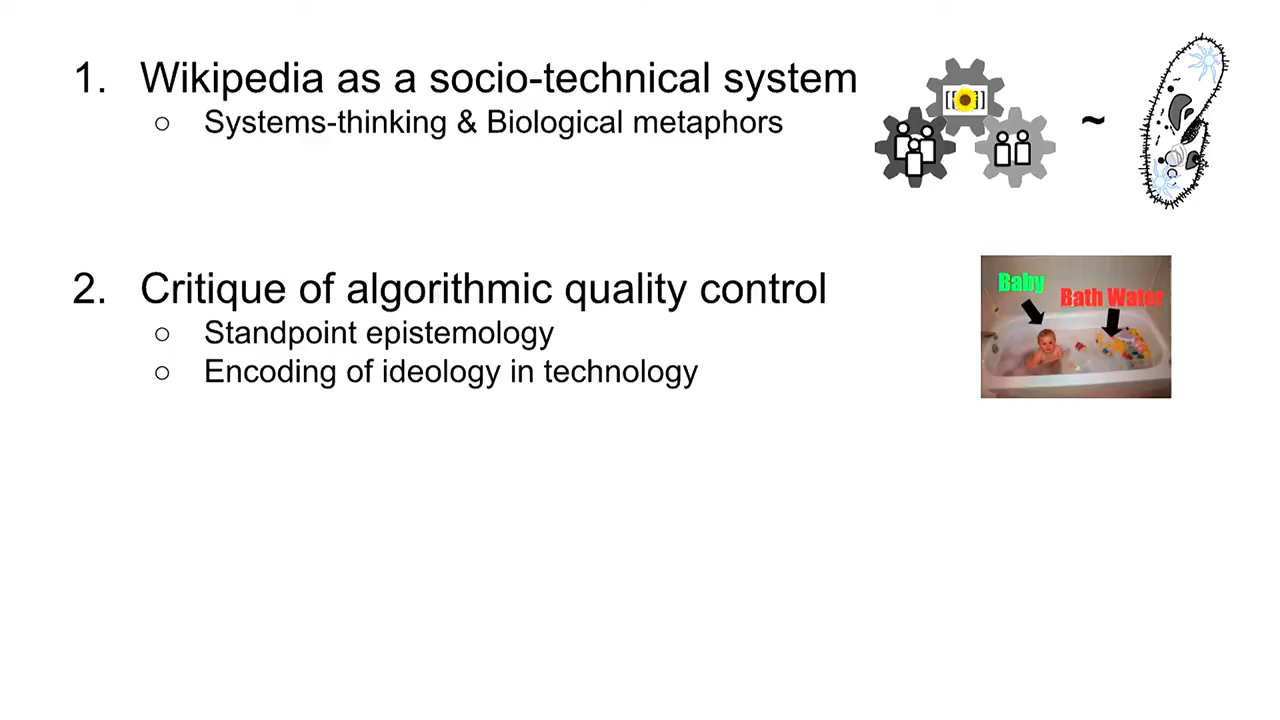 1. Wikipedia as a socio-technical system
○ Systems-thinking & Biological metaphors
~
2. Critique of algorithmic quality control
○ Standpoint epistemology
○ Encoding of ideology in technology
Baby
Bath Water